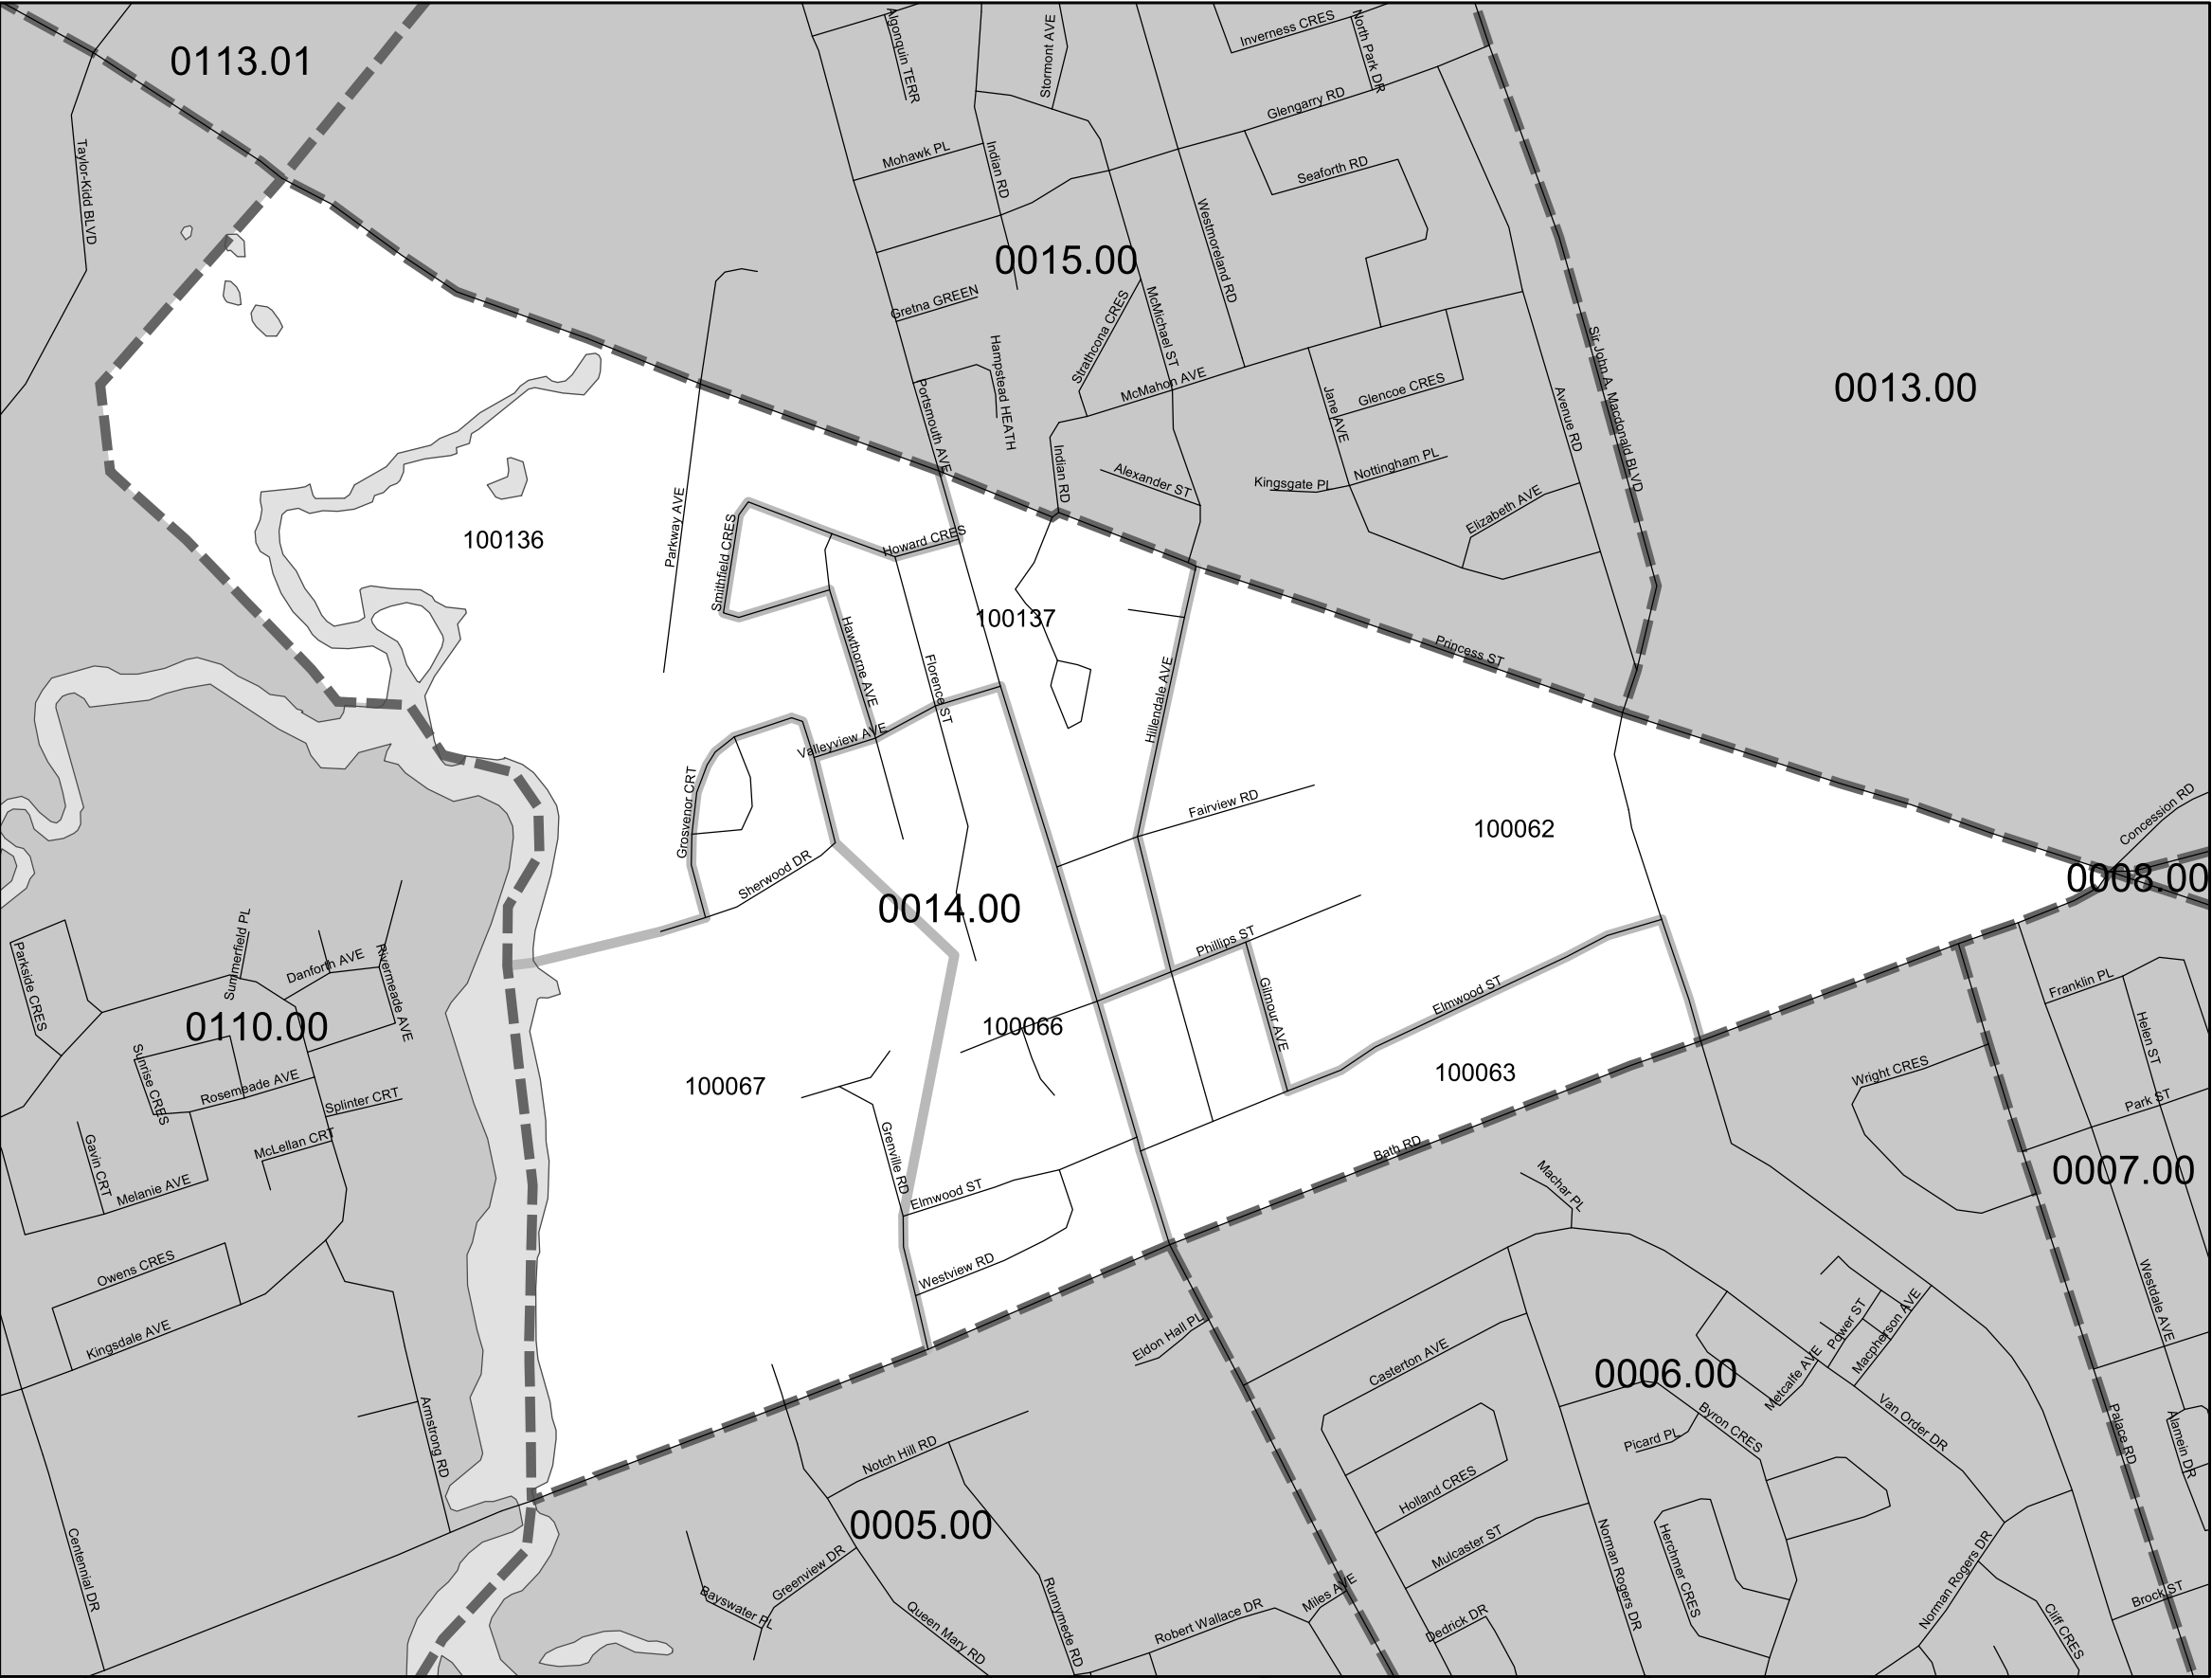 0113.01
Taylor-Kidd BLVD
Algonquin TERR
Stormont AVE
Inverness CRES
North Park DR
Glengarry RD
Mohawk PL
Indian RD
Seaforth RD
Westmoreland RD
0015.00
Gretna GREEN
Strathcona CRES
McMichael ST
Hampstead HEATH
McMahon AVE
Portsmouth AVE
Jane AVE
Glencoe CRES
Avenue RD
Sir John A. Macdonald BLVD
0013.00
Indian RD
Alexander ST
Kingsgate Pl
Nottingham PL
Elizabeth AVE
Parkway AVE
100136
Smithfield CRES
Howard CRES
100137
Princess ST
Hawthorne AVE
Florence ST
Hillendale AVE
Valleyview AVE
Grosvenor CRT
Fairview RD
100062
Concession RD
Sherwood DR
0008.00
0014.00
Phillips ST
Gilmour AVE
Elmwood ST
Franklin PL
Helen ST
Parkside CRES
Summerfield PL
Danforth AVE
Rivermeade AVE
0110.00
Sunrise CRES
Rosemeade AVE
Splinter CRT
McLellan CRT
Gavin CRT
Melanie AVE
100066
100067
100063
Wright CRES
Park ST
Grenville RD
Bath RD
Machar PL
0007.00
Elmwood ST
Westview RD
Owens CRES
Kingsdale AVE
Eldon Hall PL
Casterton AVE
0006.00
Power ST
Macpherson AVE
Metcalfe AVE
Westdale AVE
Van Order DR
Byron CRES
Picard PL
Palace RD
Alamein DR
Armstrong RD
Notch Hill RD
Holland CRES
0005.00
Mulcaster ST
Norman Rogers DR
Herchmer CRES
Norman Rogers DR
Centennial DR
Greenview DR
Bayswater PL
Queen Mary RD
Runnymede RD
Robert Wallace DR
Miles AVE
Dedrick DR
Cliff CRES
Brock ST